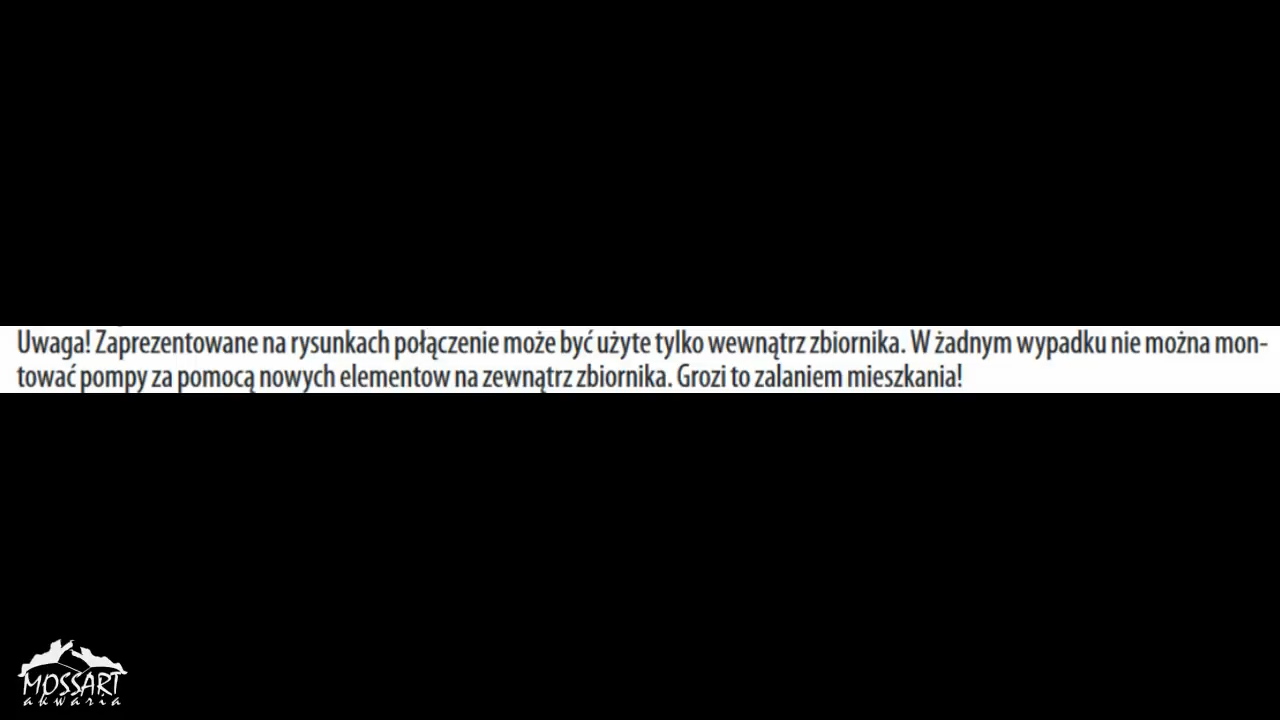 Uwaga! Zaprezentowane na rysunkach połączenie może być użyte tylko wewnątrz zbiornika. W żadnym wypadku nie można mon-
tować pompy za pomocą nowych elementow na zewnątrz zbiornika. Grozi to zalaniem mieszkania!
MOSSART
akwaria